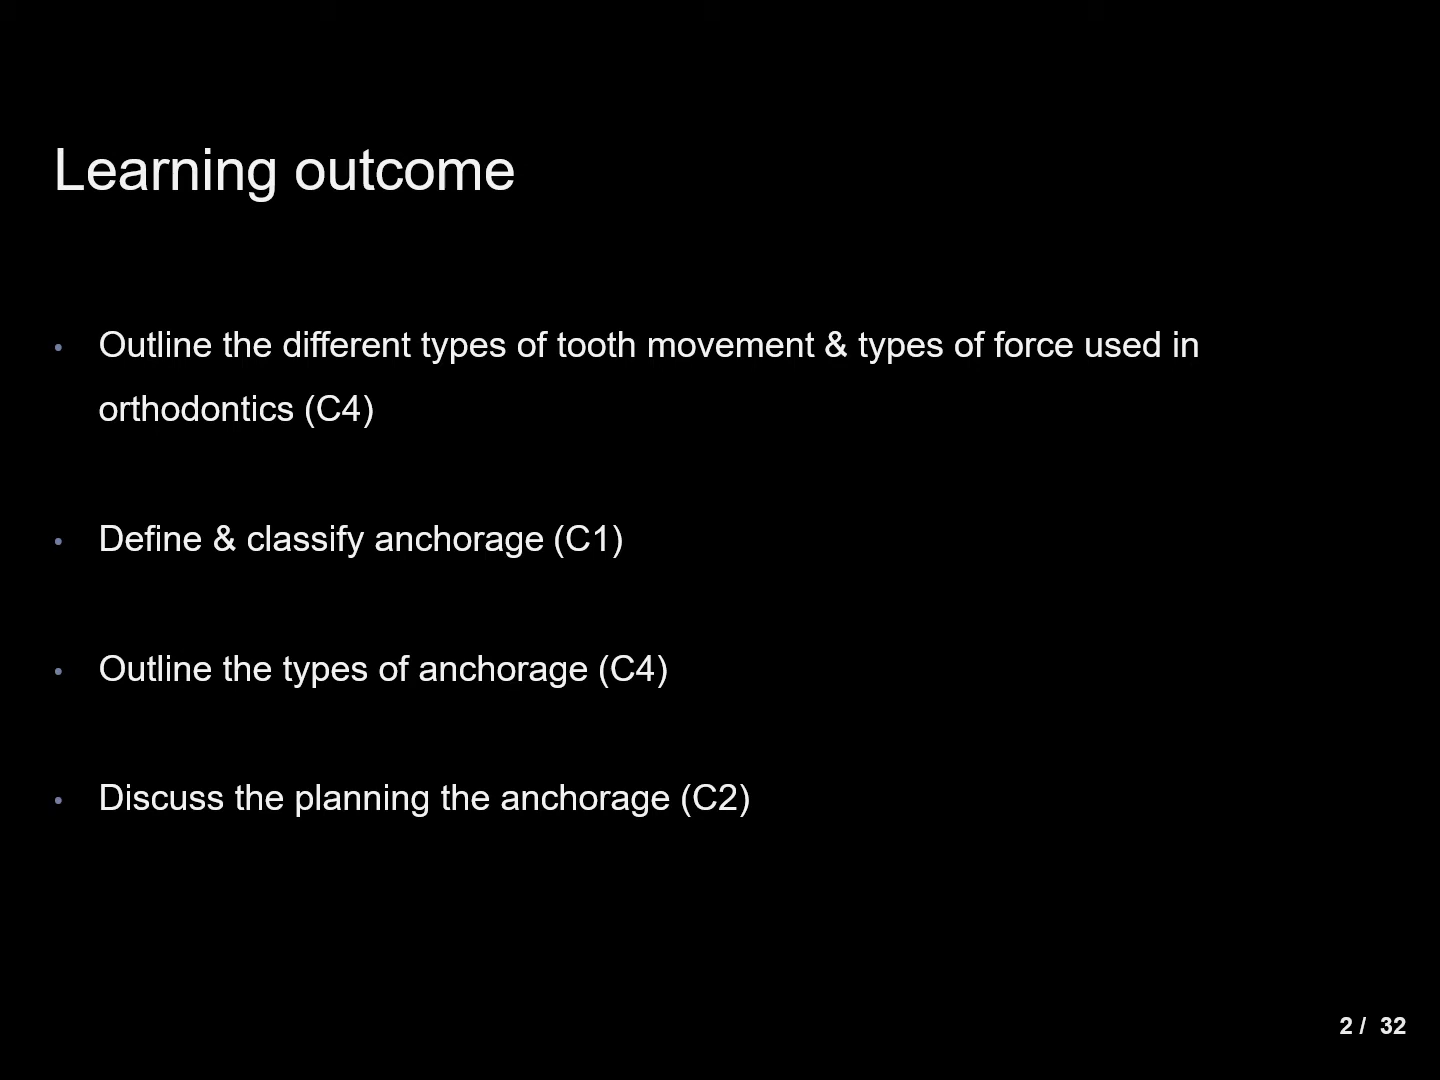 Learning outcome
• Outline the different types of tooth movement & types of force used in
orthodontics (C4)
• Define & classify anchorage (C1)
• Outline the types of anchorage (C4)
• Discuss the planning the anchorage (C2)
2 / 32